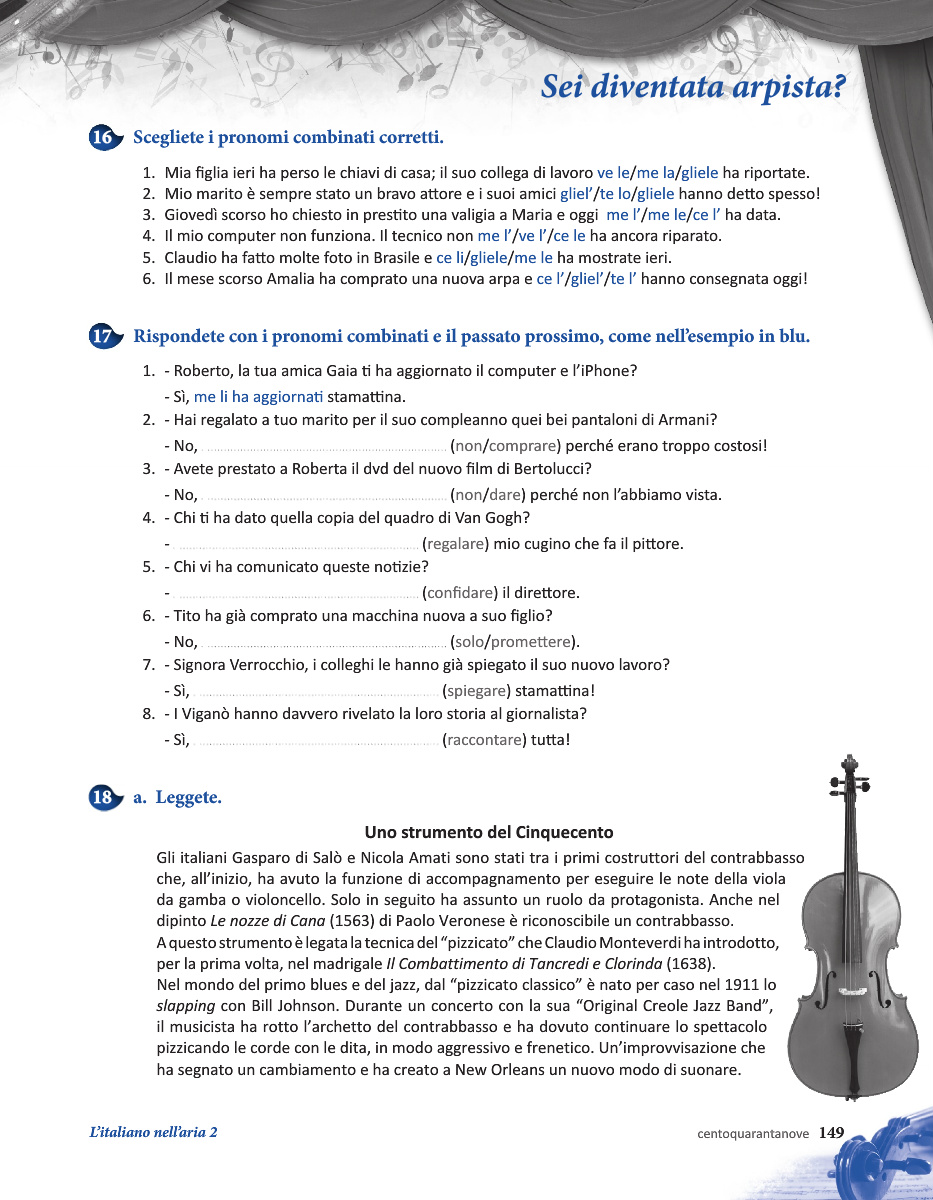 Sei diventata arpista?
16 Scegliete i pronomi combinati corretti.
1. Mia figlia ieri ha perso le chiavi di casa; il suo collega di lavoro ve le/me la/gliele ha riportate.
2. Mio marito è sempre stato un bravo attore e i suoi amici gliel’/te lo/gliele hanno detto spesso!
3. Giovedì scorso ho chiesto in prestito una valigia a Maria e oggi me l’/me le/ce l’ ha data.
4. Il mio computer non funziona. Il tecnico non me l’/ve l’/ce le ha ancora riparato.
5. Claudio ha fatto molte foto in Brasile e ce li/gliele/me le ha mostrate ieri.
6. Il mese scorso Amalia ha comprato una nuova arpa e ce l’/gliel’/te l’ hanno consegnata oggi!
17 Rispondete con i pronomi combinati e il passato prossimo, come nell’esempio in blu.
1. - Roberto, la tua amica Gaia ti ha aggiornato il computer e l’iPhone?
- Sì, me li ha aggiornati stamattina.
2. - Hai regalato a tuo marito per il suo compleanno quei bei pantaloni di Armani?
- No, ........................ (non/comprare) perché erano troppo costosi!
3. - Avete prestato a Roberta il dvd del nuovo film di Bertolucci?
- No, ........................ (non/dare) perché non l’abbiamo vista.
4. - Chi ti ha dato quella copia del quadro di Van Gogh?
- ........................ (regalare) mio cugino che fa il pittore.
5. - Chi vi ha comunicato queste notizie?
- ........................ (confidare) il direttore.
6. - Tito ha già comprato una macchina nuova a suo figlio?
- No, ........................ (solo/promettere).
7. - Signora Verrocchio, i colleghi le hanno già spiegato il suo nuovo lavoro?
- Sì, ........................ (spiegare) stamattina!
8. - I Viganò hanno davvero rivelato la loro storia al giornalista?
- Sì, ........................ (raccontare) tutta!
18 a. Leggete.
Uno strumento del Cinquecento
Gli italiani Gasparo di Salò e Nicola Amati sono stati tra i primi costruttori del contrabbasso
che, all’inizio, ha avuto la funzione di accompagnamento per eseguire le note della viola
da gamba o violoncello. Solo in seguito ha assunto un ruolo da protagonista. Anche nel
dipinto Le nozze di Cana (1563) di Paolo Veronese è riconoscibile un contrabbasso.
A questo strumento è legata la tecnica del “pizzicato” che Claudio Monteverdi ha introdotto,
per la prima volta, nel madrigale Il Combattimento di Tancredi e Clorinda (1638).
Nel mondo del primo blues e del jazz, dal “pizzicato classico” è nato per caso nel 1911 lo
slapping con Bill Johnson. Durante un concerto con la sua “Original Creole Jazz Band”,
il musicista ha rotto l’archetto del contrabbasso e ha dovuto continuare lo spettacolo
pizzicando le corde con le dita, in modo aggressivo e frenetico. Un’improvvisazione che
ha segnato un cambiamento e ha creato a New Orleans un nuovo modo di suonare.
L’italiano nell’aria 2
centoquarantanove 149